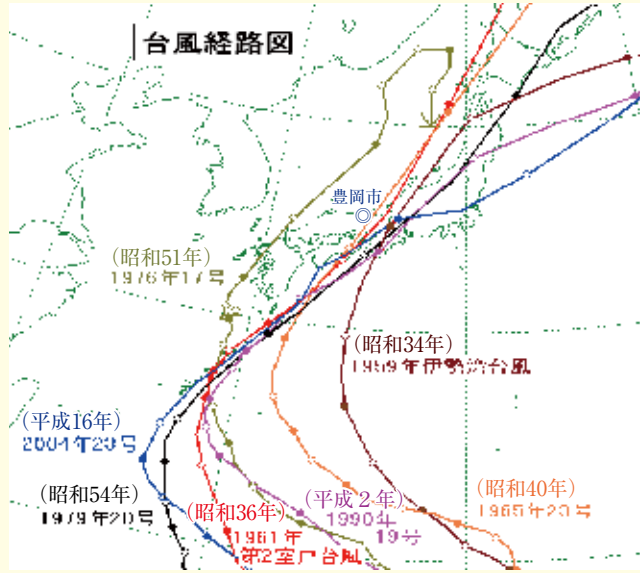 台風経路図
豊岡市
(昭和51年)
1976年17号
(昭和34年)
1959年伊勢湾台風
(平成16年)
2004年23号
(昭和54年)
1979年20号
(昭和36年)
1961年
第2室戸台風
(平成2年)
1990年
19号
(昭和40年)
1965年23号